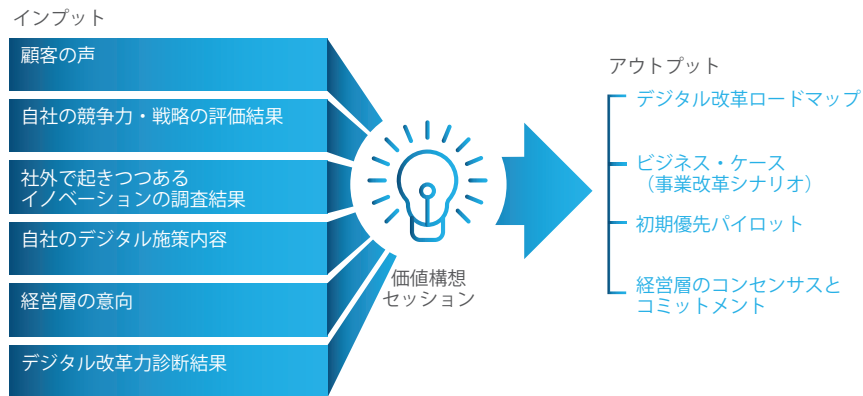 インプット
顧客の声
自社の競争力・戦略の評価結果
社外で起きつつある
イノベーションの調査結果
自社のデジタル施策内容
経営層の意向
デジタル改革力診断結果
価値構想
セッション
アウトプット
デジタル改革ロードマップ
ビジネス・ケース
（事業改革シナリオ）
初期優先パイロット
経営層のコンセンサスと
コミットメント